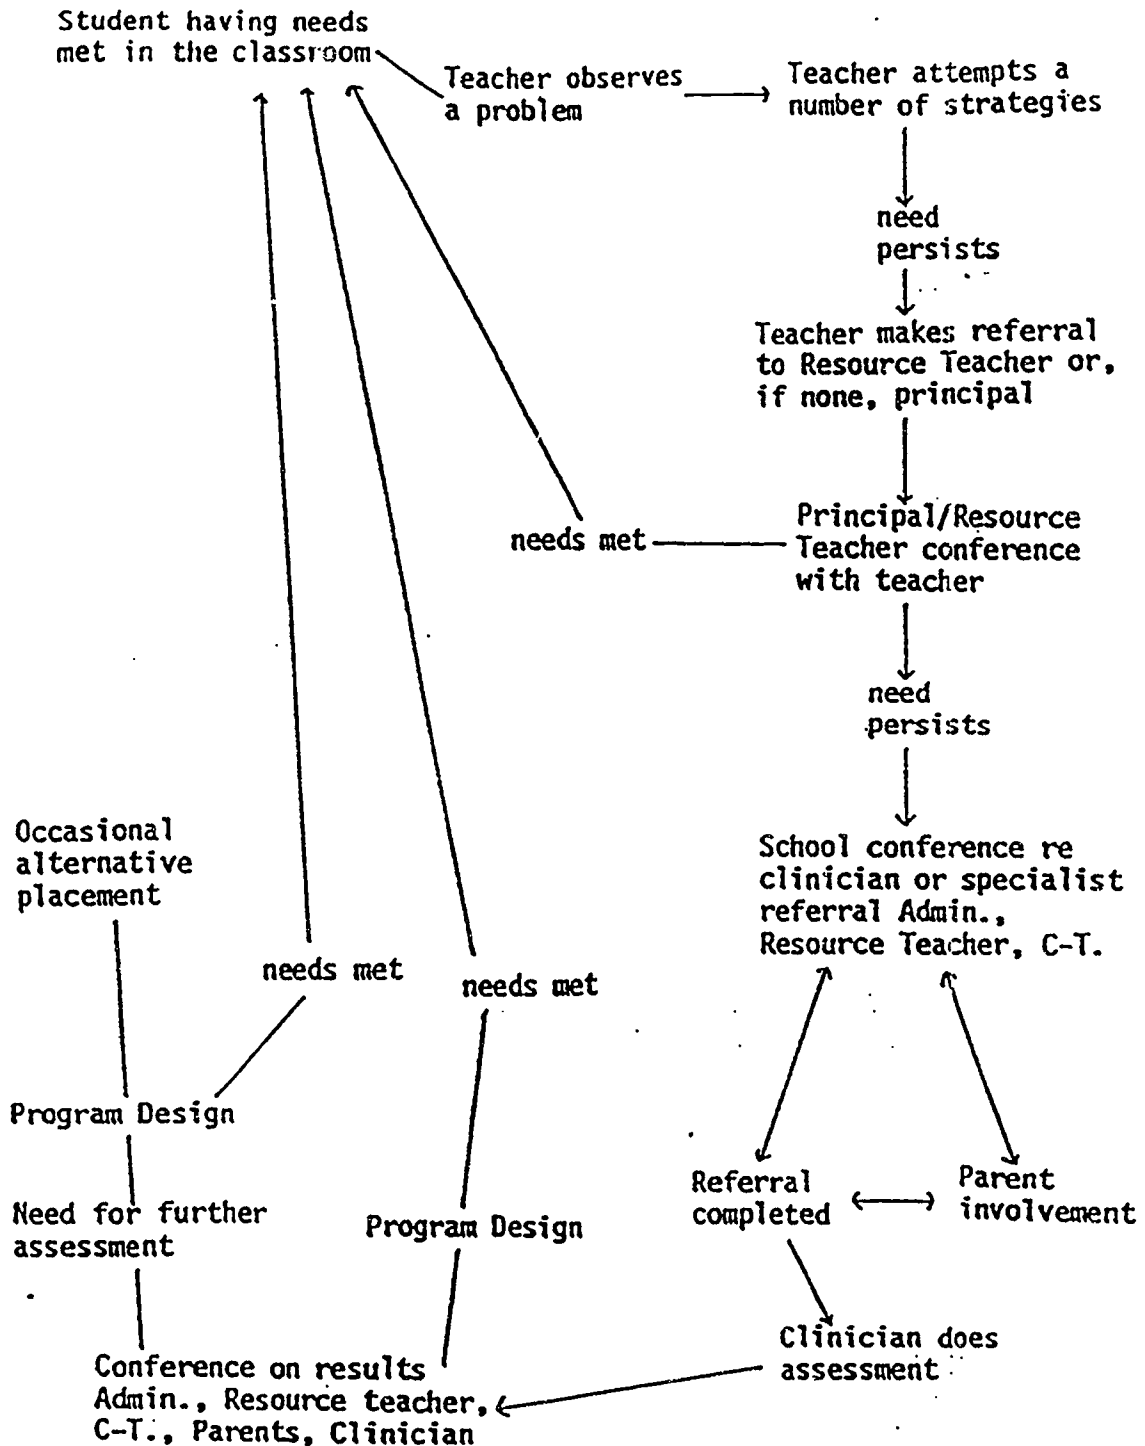 Student having needs
met in the classroom
Teacher observes
a problem
Teacher attempts a
number of strategies
need
persists
Teacher makes referral
to Resource Teacher or,
if none, principal
Principal/Resource
Teacher conference
with teacher
needs met
need
persists
School conference re
clinician or specialist
referral Admin.,
Resource Teacher, C-T.
Occasional
alternative
placement
needs met
needs met
Program Design
Referral
completed
Parent
involvement
Need for further
assessment
Program Design
Clinician does
assessment
Conference on results
Admin., Resource teacher,
C-T., Parents, Clinician